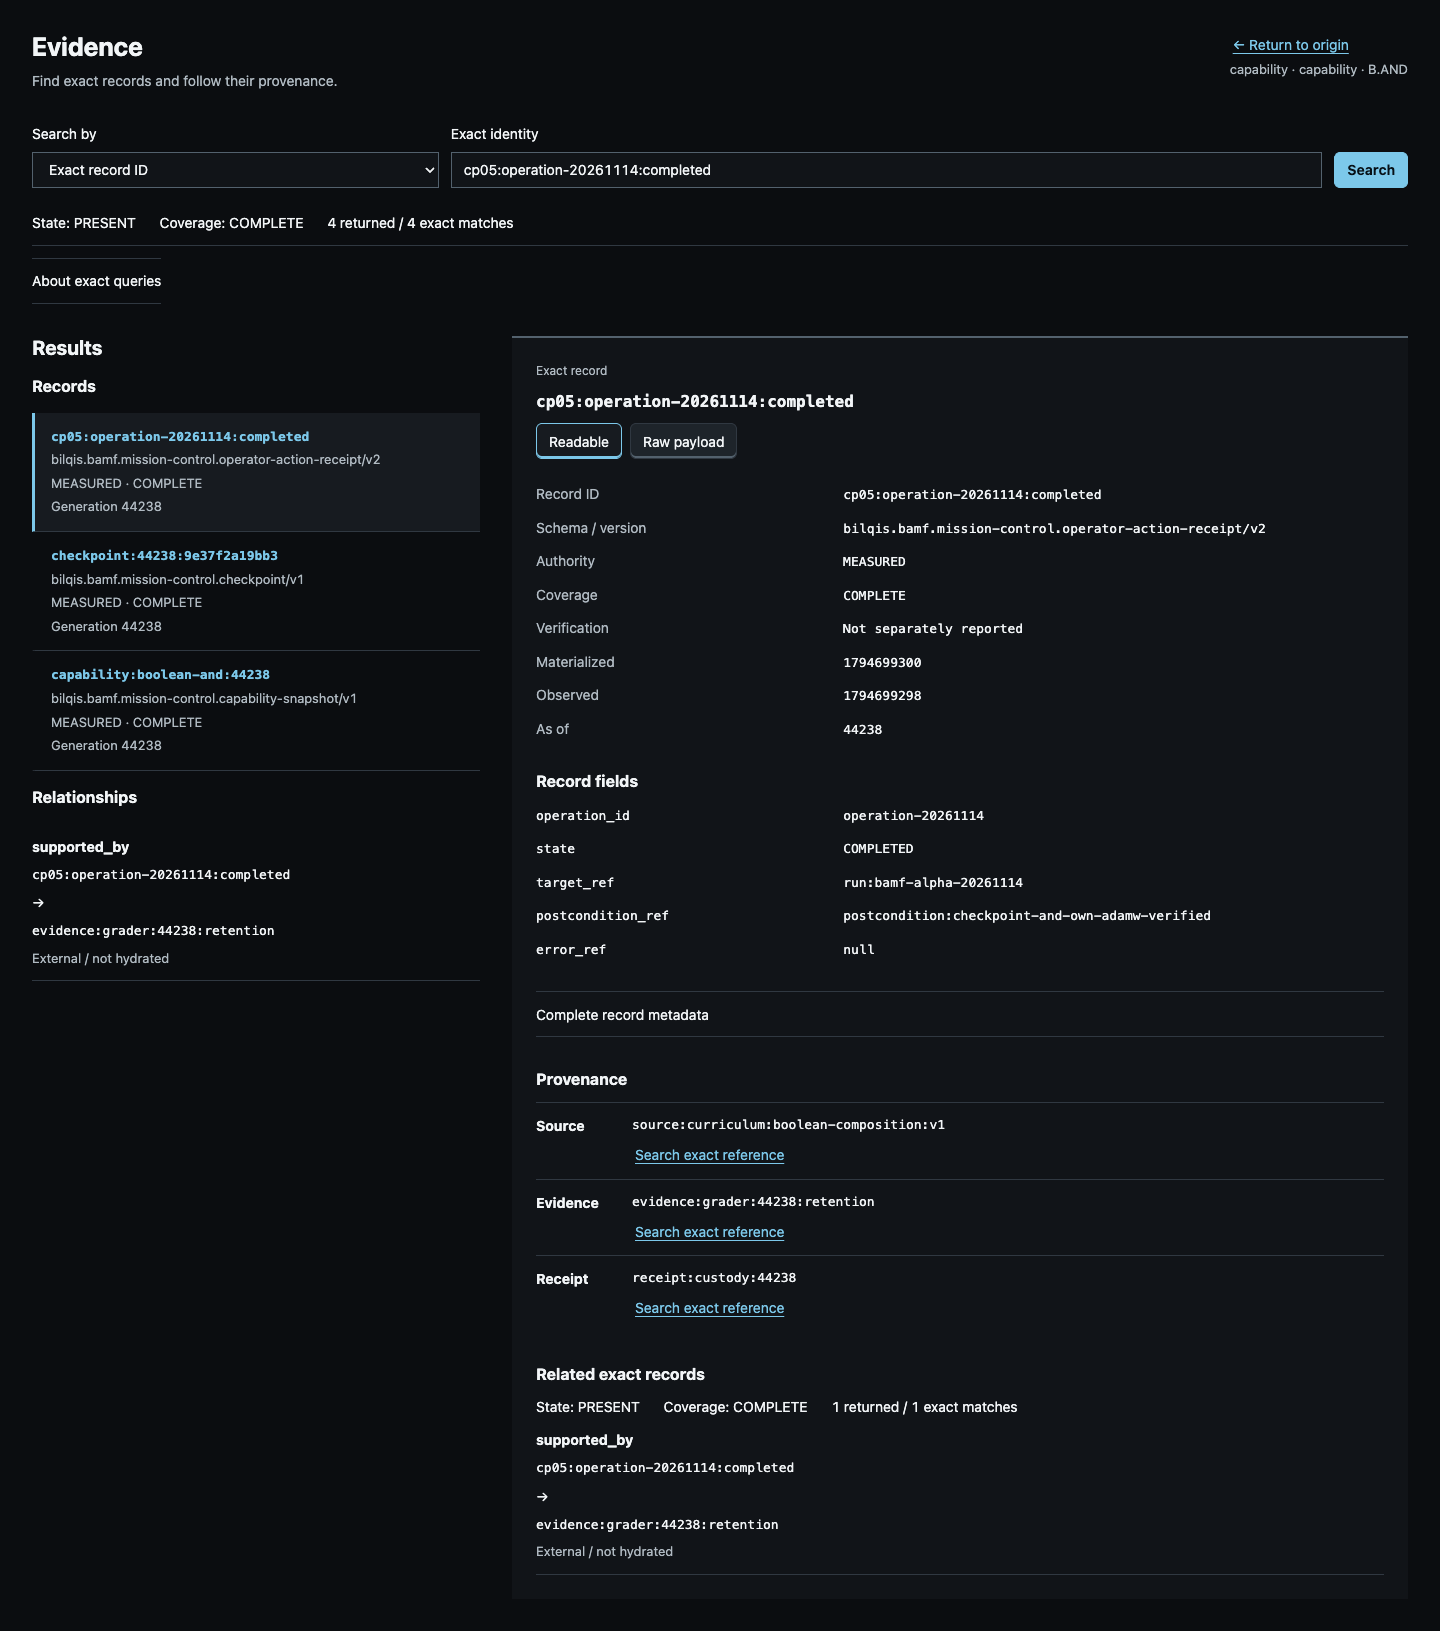 Evidence
Find exact records and follow their provenance.
← Return to origin
capability · capability · B.AND
Search by
Exact record ID
Exact identity
cp05:operation-20261114:completed
Search
State: PRESENT Coverage: COMPLETE 4 returned / 4 exact matches
About exact queries
Results
Records
cp05:operation-20261114:completed
bilqis.bamf.mission-control.operator-action-receipt/v2
MEASURED · COMPLETE
Generation 44238
checkpoint:44238:9e37f2a19bb3
bilqis.bamf.mission-control.checkpoint/v1
MEASURED · COMPLETE
Generation 44238
capability:boolean-and:44238
bilqis.bamf.mission-control.capability-snapshot/v1
MEASURED · COMPLETE
Generation 44238
Relationships
supported_by
cp05:operation-20261114:completed
→
evidence:grader:44238:retention
External / not hydrated
Exact record
cp05:operation-20261114:completed
Readable Raw payload
Record ID cp05:operation-20261114:completed
Schema / version bilqis.bamf.mission-control.operator-action-receipt/v2
Authority MEASURED
Coverage COMPLETE
Verification Not separately reported
Materialized 1794699300
Observed 1794699298
As of 44238
Record fields
operation_id operation-20261114
state COMPLETED
target_ref run:bamf-alpha-20261114
postcondition_ref postcondition:checkpoint-and-own-adamw-verified
error_ref null
Complete record metadata
Provenance
Source source:curriculum:boolean-composition:v1
Search exact reference
Evidence evidence:grader:44238:retention
Search exact reference
Receipt receipt:custody:44238
Search exact reference
Related exact records
State: PRESENT Coverage: COMPLETE 1 returned / 1 exact matches
supported_by
cp05:operation-20261114:completed
→
evidence:grader:44238:retention
External / not hydrated